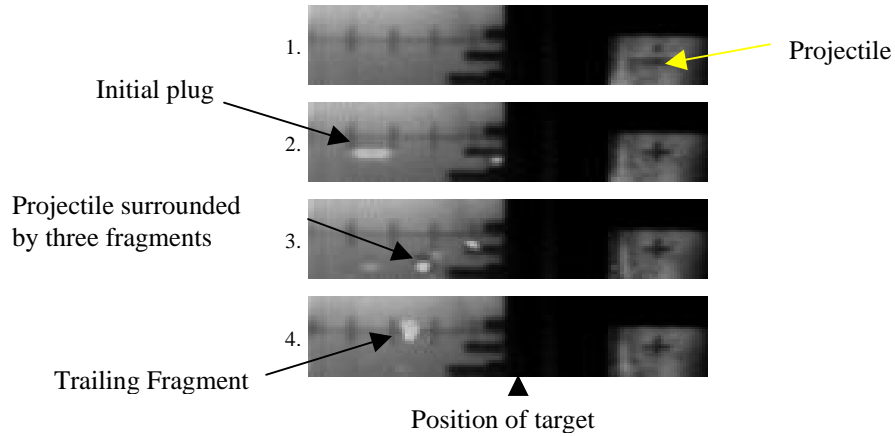 1.
Projectile
Initial plug
2.
Projectile surrounded
by three fragments
3.
4.
Trailing Fragment
Position of target